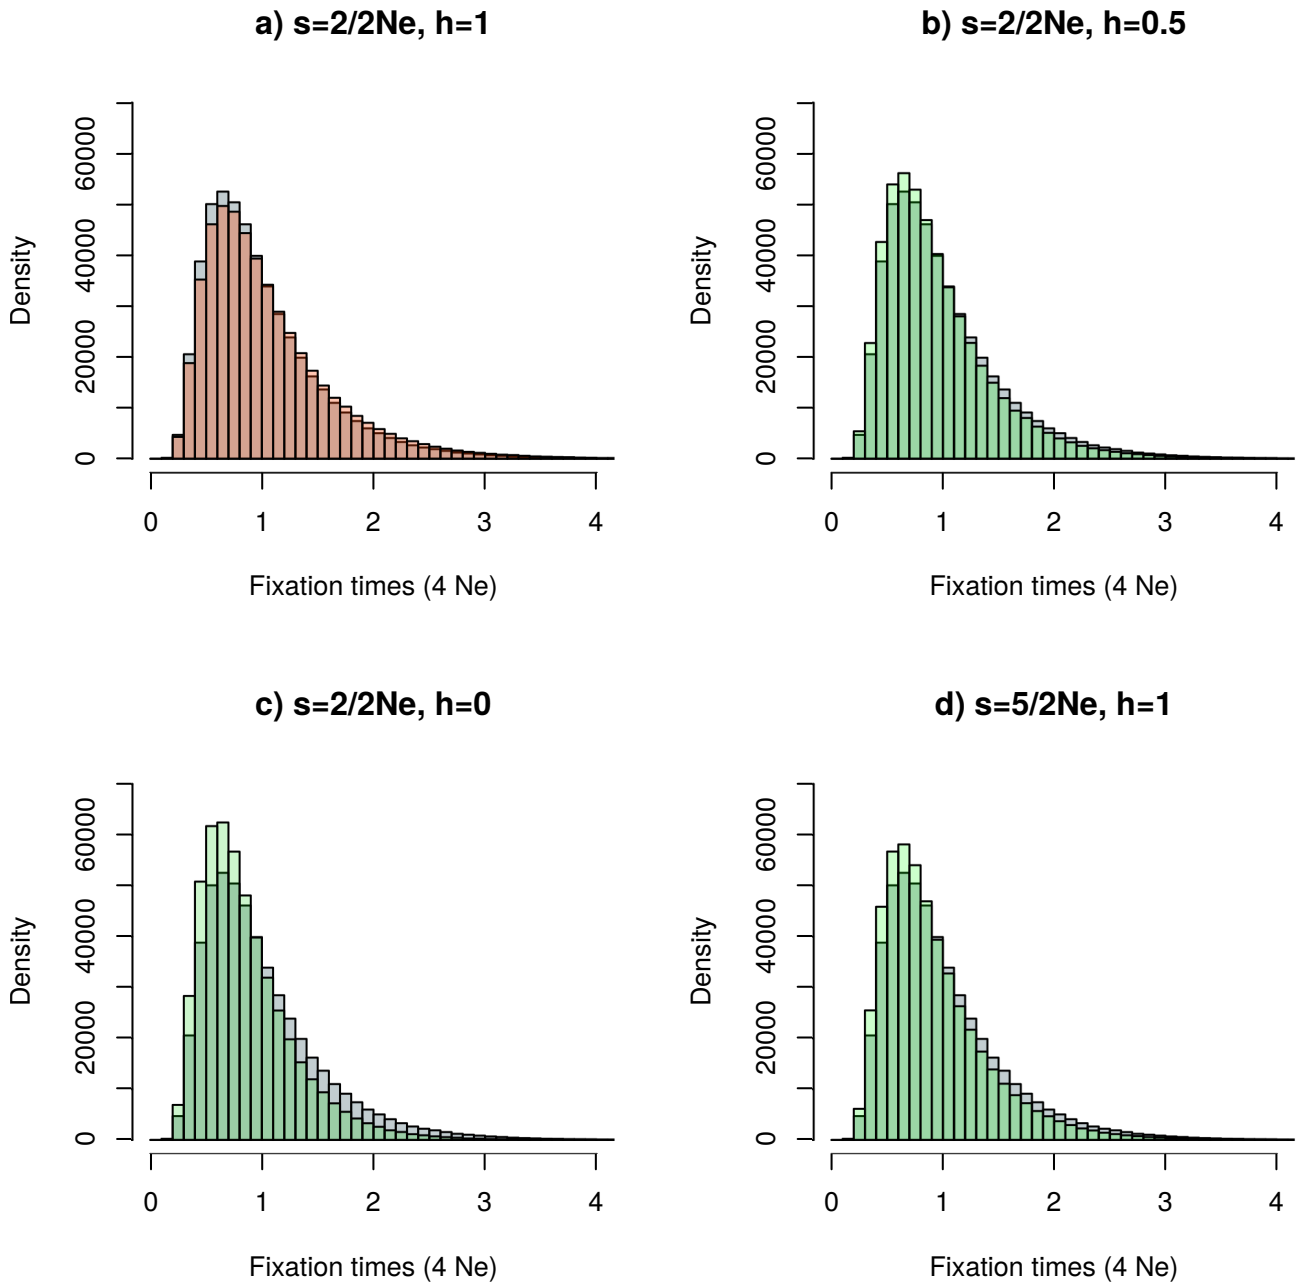 a) s=2/2Ne, h=1
Density
0
20000
40000
60000
0 1 2 3 4
Fixation times (4 Ne)
b) s=2/2Ne, h=0.5
Density
0
20000
40000
60000
0 1 2 3 4
Fixation times (4 Ne)
c) s=2/2Ne, h=0
Density
0
20000
40000
60000
0 1 2 3 4
Fixation times (4 Ne)
d) s=5/2Ne, h=1
Density
0
20000
40000
60000
0 1 2 3 4
Fixation times (4 Ne)